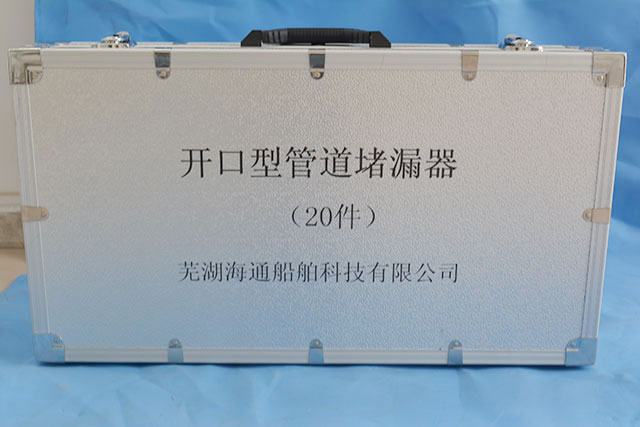 开口型管道堵漏器
（20件）
芜湖海通船舶科技有限公司